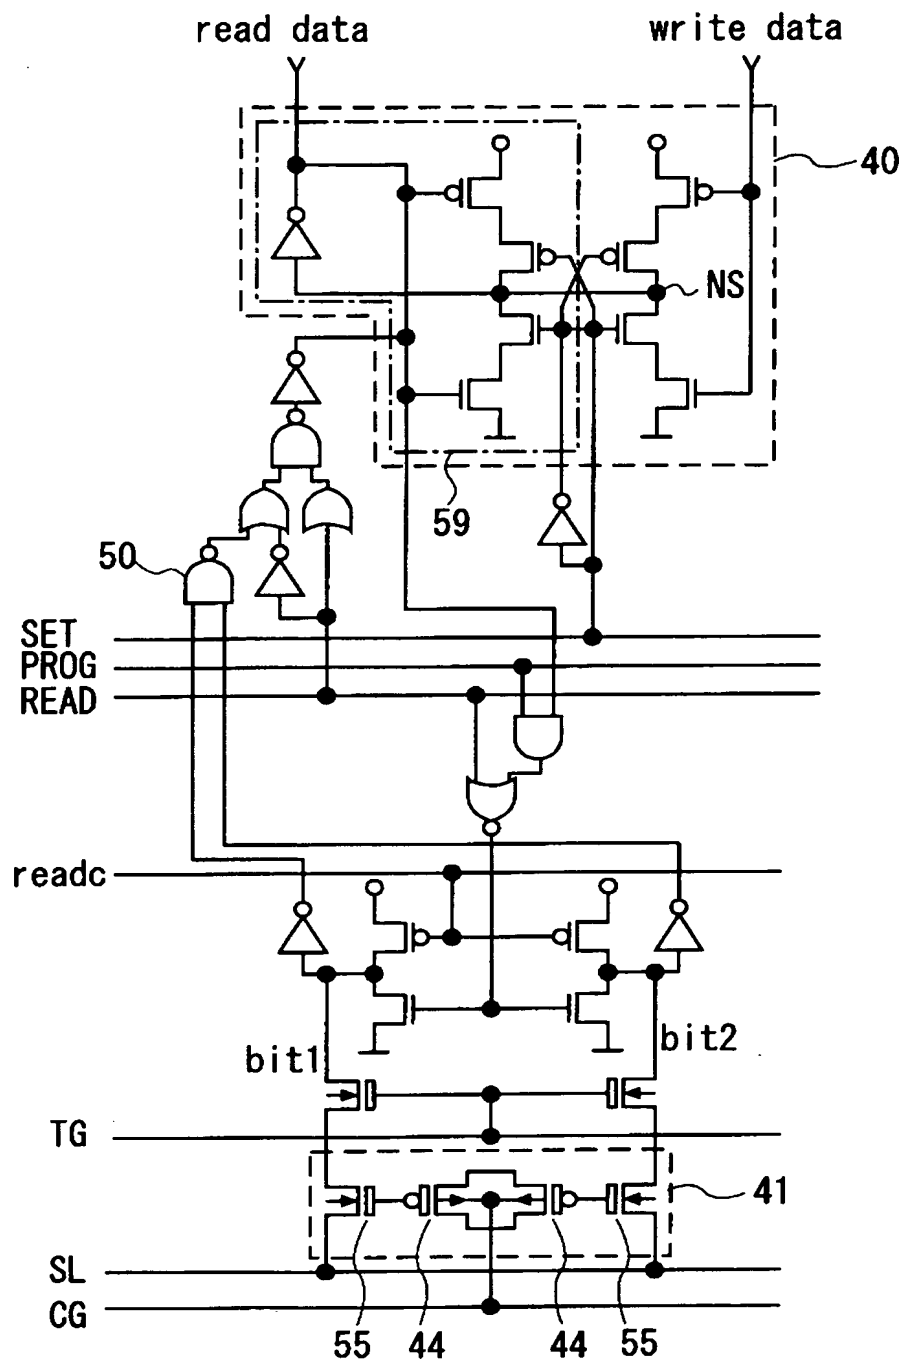 read data
write data
40
NS
59
50
SET
PROG
READ
readc
bit1
bit2
TG
41
SL
CG
55
44
44
55